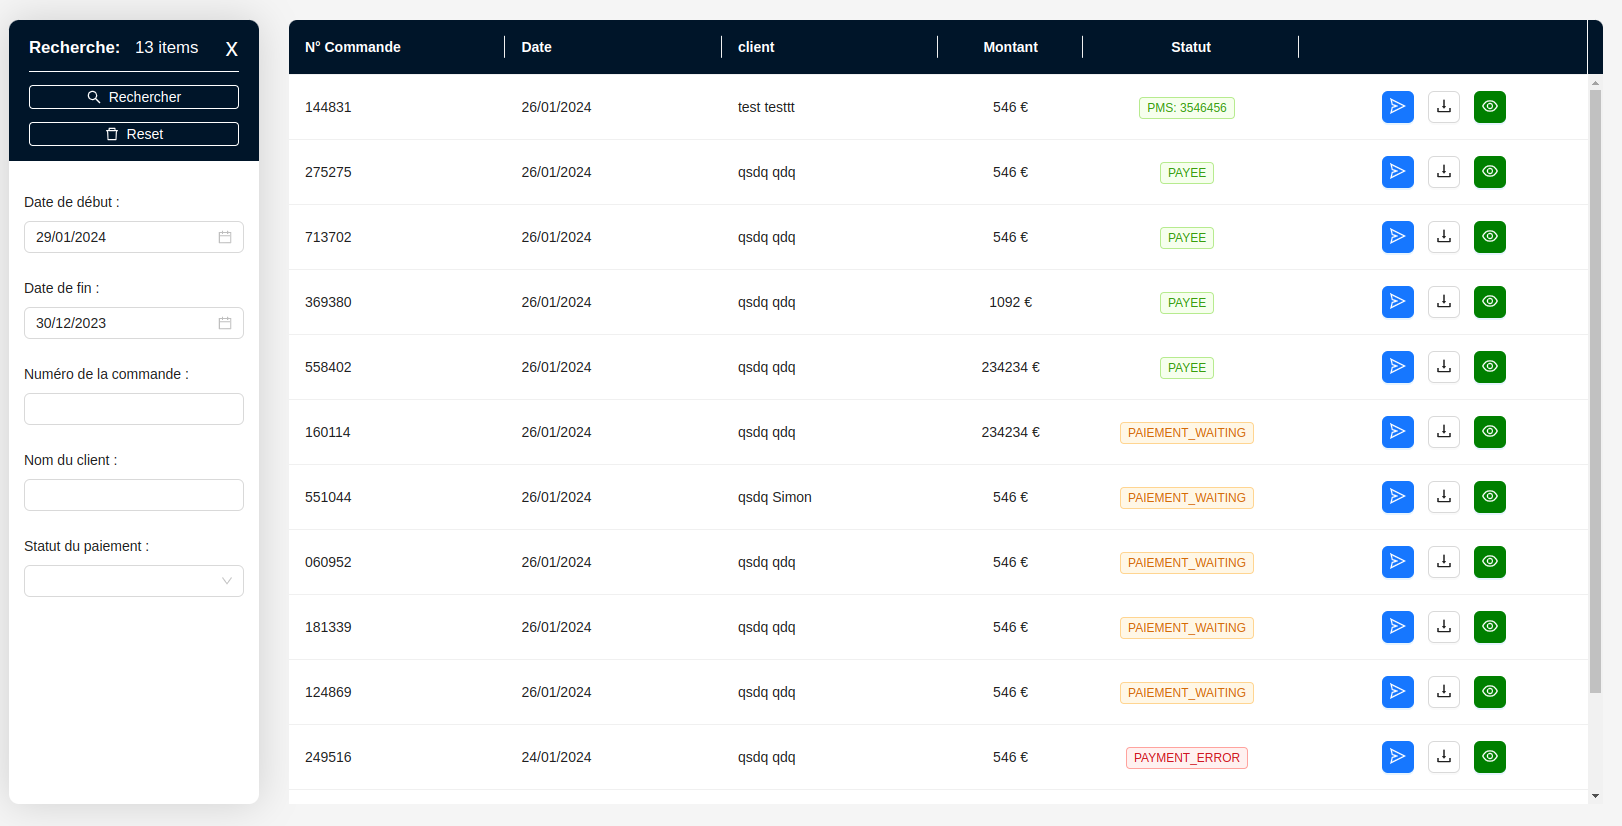 Recherche: 13 items X
Rechercher
Reset
Date de début :
29/01/2024
Date de fin :
30/12/2023
Numéro de la commande :
Nom du client :
Statut du paiement :
N° Commande Date client Montant Statut
144831 26/01/2024 test testtt 546 € PMS: 3546456
275275 26/01/2024 qsdq qdq 546 € PAYEE
713702 26/01/2024 qsdq qdq 546 € PAYEE
369380 26/01/2024 qsdq qdq 1092 € PAYEE
558402 26/01/2024 qsdq qdq 234234 € PAYEE
160114 26/01/2024 qsdq qdq 234234 € PAIEMENT_WAITING
551044 26/01/2024 qsdq Simon 546 € PAIEMENT_WAITING
060952 26/01/2024 qsdq qdq 546 € PAIEMENT_WAITING
181339 26/01/2024 qsdq qdq 546 € PAIEMENT_WAITING
124869 26/01/2024 qsdq qdq 546 € PAIEMENT_WAITING
249516 24/01/2024 qsdq qdq 546 € PAYMENT_ERROR